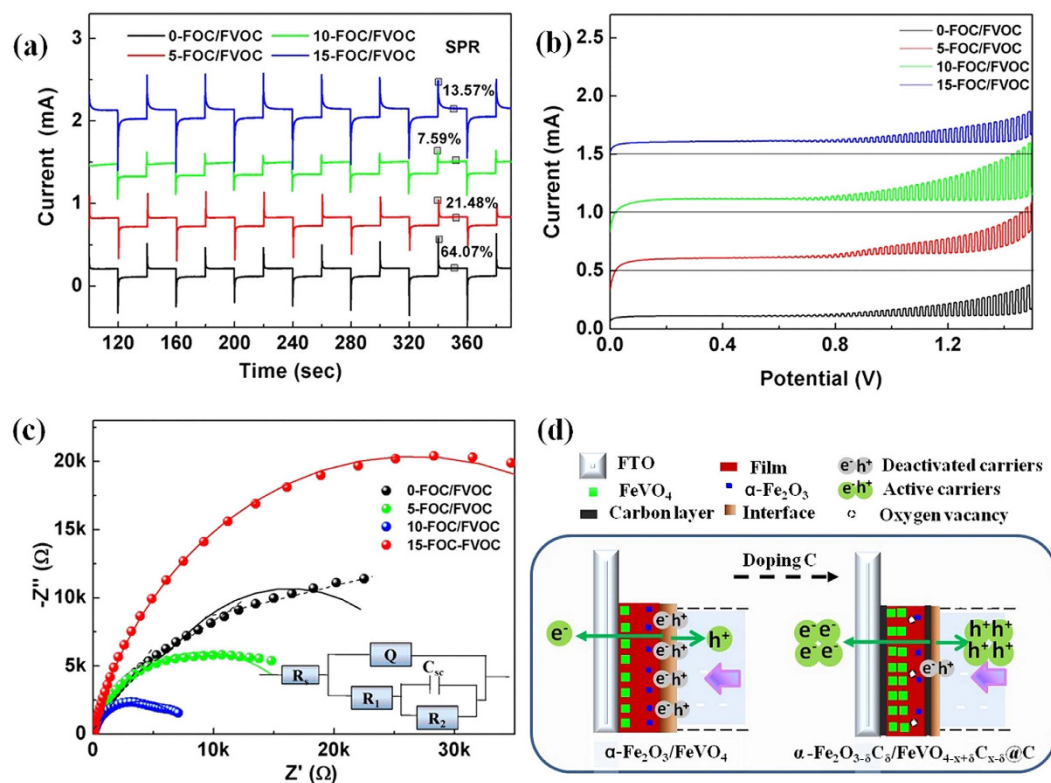 (a)
3
2
1
0
Current (mA)
0-FOC/FVOC
10-FOC/FVOC
5-FOC/FVOC
15-FOC/FVOC
SPR
13.57%
7.59%
21.48%
64.07%
120
160
200
240
280
320
360
Time (sec)
(b)
2.5
2.0
1.5
1.0
0.5
0.0
Current (mA)
0-FOC/FVOC
5-FOC/FVOC
10-FOC/FVOC
15-FOC/FVOC
0.0
0.4
0.8
1.2
Potential (V)
(c)
20k
15k
10k
5k
0
-Z'' (Ω)
0-FOC/FVOC
5-FOC/FVOC
10-FOC/FVOC
15-FOC-FVOC
Rs
Q
R1
Csc
R2
0
10k
20k
30k
Z' (Ω)
(d)
FTO
Film
e⁻ h⁺ Deactivated carriers
FeVO₄
α-Fe₂O₃
e⁻ h⁺ Active carriers
Carbon layer
Interface
Oxygen vacancy
Doping C
e⁻
e⁻ h⁺
e⁻ h⁺
e⁻ h⁺
e⁻ h⁺
h⁺
α-Fe₂O₃/FeVO₄
e⁻ e⁻
e⁻ e⁻
e⁻ h⁺
h⁺ h⁺
h⁺ h⁺
α-Fe₂O₃₋δCδ/FeVO₄₋ₓ₊δCₓ₋δ@C